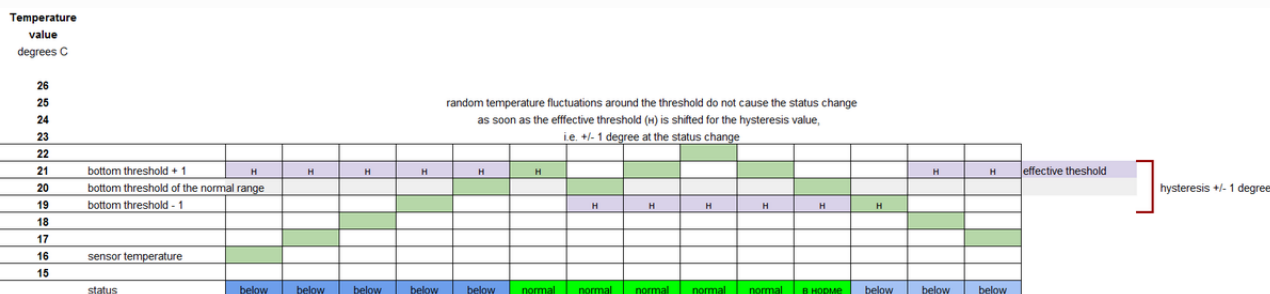 Temperature
value
degrees C
26
25 random temperature fluctuations around the threshold do not cause the status change
24 as soon as the efffective threshold (н) is shifted for the hysteresis value,
23 i.e. +/- 1 degree at the status change
22
21 bottom threshold + 1 н н н н н н н н effective theshold
20 bottom threshold of the normal range hysteresis +/- 1 degree
19 bottom threshold - 1 н н н н н н
18
17
16 sensor temperature
15
status below below below below below normal normal normal normal normal в норме below below below